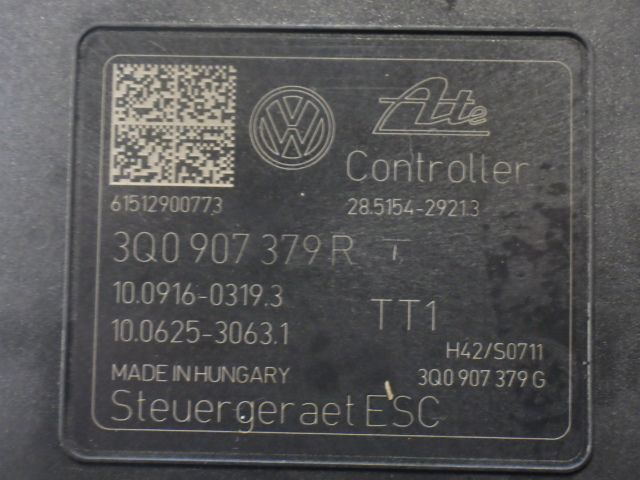 Ate
Controller
61512900773
28.5154-2921.3
3Q0 907 379 R T
10.0916-0319.3
10.0625-3063.1
TT1
H42/S0711
MADE IN HUNGARY
3Q0 907 379 G
Steuergeraet ESC